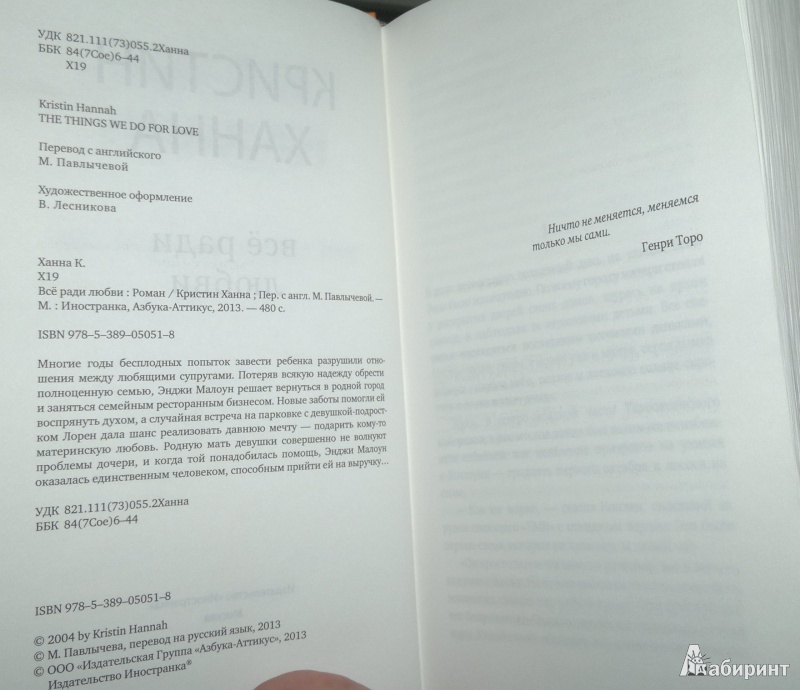 УДК 821.111(73)055.2Ханна
ББК 84(7Сое)6–44
Х19
Kristin Hannah
THE THINGS WE DO FOR LOVE
Перевод с английского
М. Павлычевой
Художественное оформление
В. Лесникова
Ханна К.
Х19
Всё ради любви : Роман / Кристин Ханна ; Пер. с англ. М. Павлычевой. —
М. : Иностранка, Азбука-Аттикус, 2013. — 480 с.
ISBN 978–5–389–05051–8
Многие годы бесплодных попыток завести ребенка разрушили отно-
шения между любящими супругами. Потеряв всякую надежду обрести
полноценную семью, Энджи Малоун решает вернуться в родной город
и заняться семейным ресторанным бизнесом. Новые заботы помогли ей
воспрянуть духом, а случайная встреча на парковке с девушкой-подрост-
ком Лорен дала шанс реализовать давнюю мечту — подарить кому-то
материнскую любовь. Родную мать девушки совершенно не волнуют
проблемы дочери, и когда той понадобилась помощь, Энджи Малоун
оказалась единственным человеком, способным прийти ей на выручку...
УДК 821.111(73)055.2Ханна
ББК 84(7Сое)6–44
ISBN 978–5–389–05051–8
© 2004 by Kristin Hannah
© М. Павлычева, перевод на русский язык, 2013
© ООО «Издательская Группа «Азбука-Аттикус», 2013
Издательство Иностранка®
Ничто не меняется, меняемся
только мы сами.
Генри Торо
Лабиринт